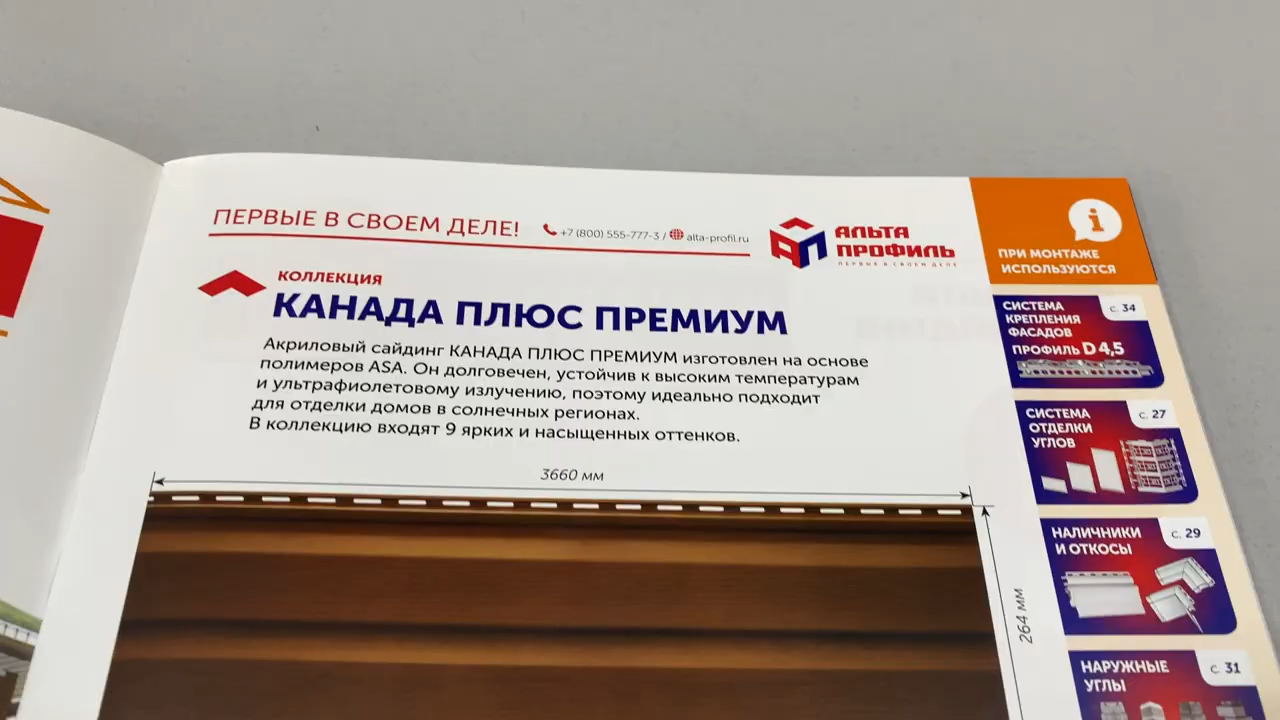 ПЕРВЫЕ В СВОЕМ ДЕЛЕ!
+7 (800) 555-777-3 / alta-profil.ru
АП
АЛЬТА
ПРОФИЛЬ
ПЕРВЫЕ В СВОЕМ ДЕЛЕ
i
ПРИ МОНТАЖЕ
ИСПОЛЬЗУЮТСЯ
КОЛЛЕКЦИЯ
КАНАДА ПЛЮС ПРЕМИУМ
Акриловый сайдинг КАНАДА ПЛЮС ПРЕМИУМ изготовлен на основе
полимеров ASA. Он долговечен, устойчив к высоким температурам
и ультрафиолетовому излучению, поэтому идеально подходит
для отделки домов в солнечных регионах.
В коллекцию входят 9 ярких и насыщенных оттенков.
3660 мм
264 мм
СИСТЕМА
КРЕПЛЕНИЯ
ФАСАДОВ
ПРОФИЛЬ D 4,5
с. 34
СИСТЕМА
ОТДЕЛКИ
УГЛОВ
с. 27
НАЛИЧНИКИ
И ОТКОСЫ
с. 29
НАРУЖНЫЕ
УГЛЫ
с. 31